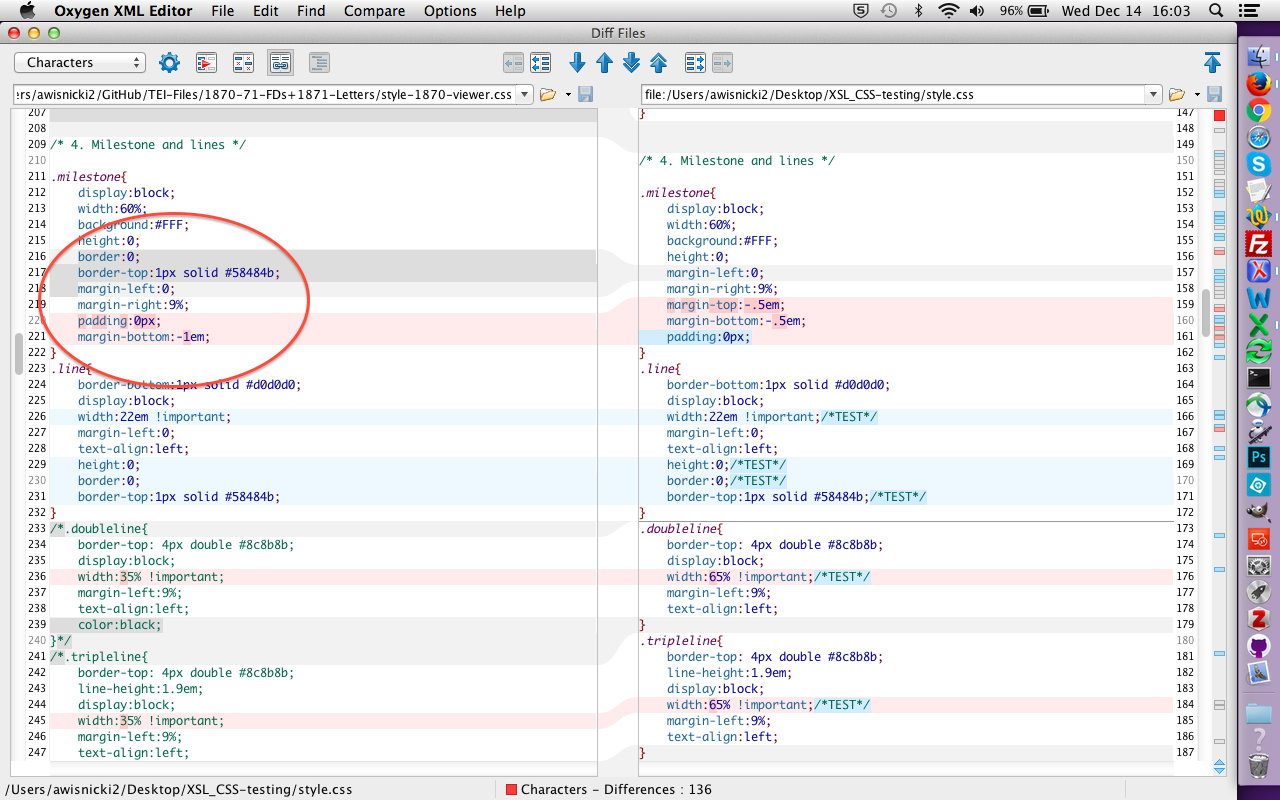 Oxygen XML Editor File Edit Find Compare Options Help 96% Wed Dec 14 16:03
Diff Files
Characters
:rs/awisnicki2/GitHub/TEI-Files/1870-71-FDs+1871-Letters/style-1870-viewer.css
file:/Users/awisnicki2/Desktop/XSL_CSS-testing/style.css
207
208
209 /* 4. Milestone and lines */
210
211 .milestone{
212 display:block;
213 width:60%;
214 background:#FFF;
215 height:0;
216 border:0;
217 border-top:1px solid #58484b;
218 margin-left:0;
219 margin-right:9%;
220 padding:0px;
221 margin-bottom:-1em;
222 }
223 .line{
224 border-bottom:1px solid #d0d0d0;
225 display:block;
226 width:22em !important;
227 margin-left:0;
228 text-align:left;
229 height:0;
230 border:0;
231 border-top:1px solid #58484b;
232 }
233 /*.doubleline{
234 border-top: 4px double #8c8b8b;
235 display:block;
236 width:35% !important;
237 margin-left:9%;
238 text-align:left;
239 color:black;
240 }*/
241 /*.tripleline{
242 border-top: 4px double #8c8b8b;
243 line-height:1.9em;
244 display:block;
245 width:35% !important;
246 margin-left:9%;
247 text-align:left;
} 147
148
149
/* 4. Milestone and lines */ 150
151
.milestone{ 152
display:block; 153
width:60%; 154
background:#FFF; 155
height:0; 156
margin-left:0; 157
margin-right:9%; 158
margin-top:-.5em; 159
margin-bottom:-.5em; 160
padding:0px; 161
} 162
.line{ 163
border-bottom:1px solid #d0d0d0; 164
display:block; 165
width:22em !important;/*TEST*/ 166
margin-left:0; 167
text-align:left; 168
height:0;/*TEST*/ 169
border:0;/*TEST*/ 170
border-top:1px solid #58484b;/*TEST*/ 171
} 172
.doubleline{ 173
border-top: 4px double #8c8b8b; 174
display:block; 175
width:65% !important;/*TEST*/ 176
margin-left:9%; 177
text-align:left; 178
} 179
.tripleline{ 180
border-top: 4px double #8c8b8b; 181
line-height:1.9em; 182
display:block; 183
width:65% !important;/*TEST*/ 184
margin-left:9%; 185
text-align:left; 186
} 187
/Users/awisnicki2/Desktop/XSL_CSS-testing/style.css
Characters - Differences : 136